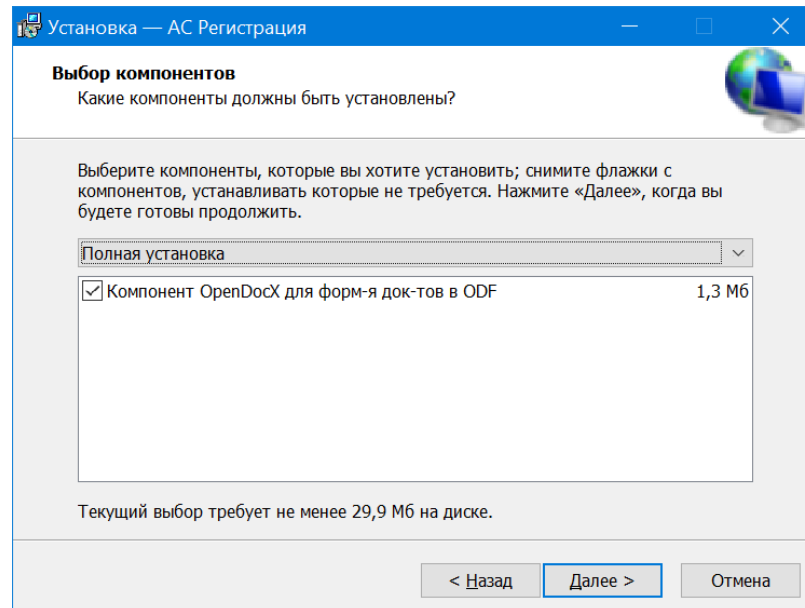 Установка — АС Регистрация
Выбор компонентов
Какие компоненты должны быть установлены?
Выберите компоненты, которые вы хотите установить; снимите флажки с
компонентов, устанавливать которые не требуется. Нажмите «Далее», когда вы
будете готовы продолжить.
Полная установка
Компонент OpenDocX для форм-я док-тов в ODF 1,3 Мб
Текущий выбор требует не менее 29,9 Мб на диске.
< Назад Далее > Отмена